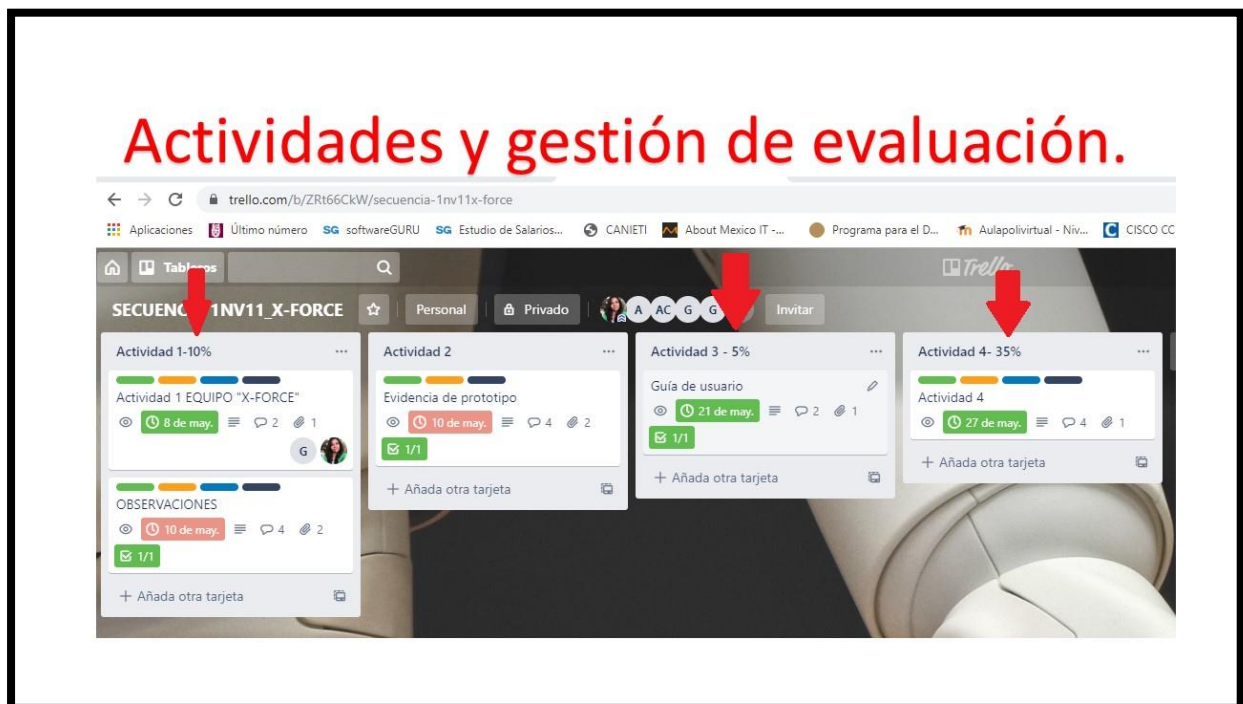 Actividades y gestión de evaluación.
trello.com/b/ZRt66CkW/secuencia-1nv11x-force
Aplicaciones Último número SG softwareGURU SG Estudio de Salarios... CANIETI About Mexico IT -... Programa para el D... Aulapolivirtual - Niv... CISCO CC
Tableros Trello
1NV11_X-FORCE Personal Privado A AC G G Invitar
Actividad 1-10%
Actividad 1 EQUIPO "X-FORCE"
8 de may. 2 1
G
OBSERVACIONES
10 de may. 4 2
1/1
+ Añada otra tarjeta
Actividad 2
Evidencia de prototipo
10 de may. 4 2
1/1
+ Añada otra tarjeta
Actividad 3 - 5%
Guía de usuario
21 de may. 2 1
1/1
+ Añada otra tarjeta
Actividad 4- 35%
Actividad 4
27 de may. 4 1
+ Añada otra tarjeta